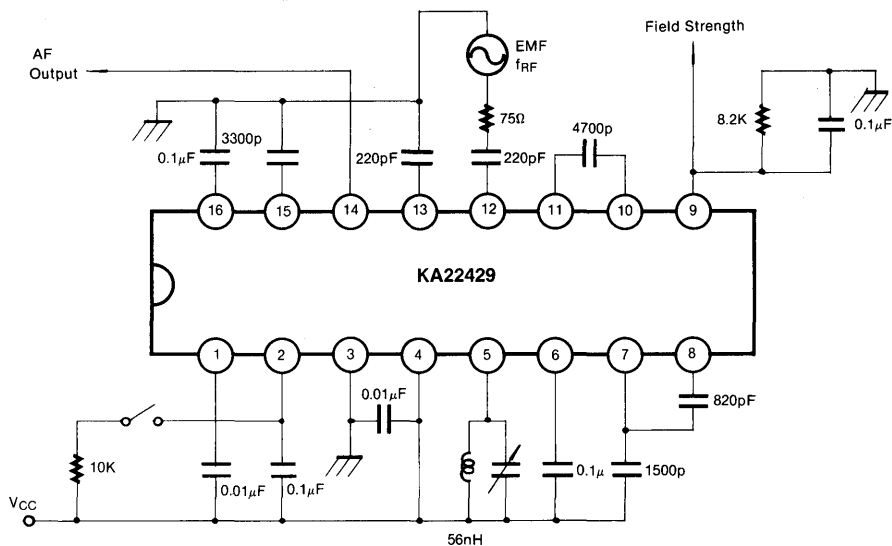 EMF
f_RF
AF
Output
Field Strength
75Ω
8.2K
0.1μF
4700p
3300p
0.1μF
220pF
220pF
16
15
14
13
12
11
10
9
KA22429
1
2
3
4
5
6
7
8
0.01μF
820pF
10K
0.01μF
0.1μF
0.1μ
1500p
VCC
56nH